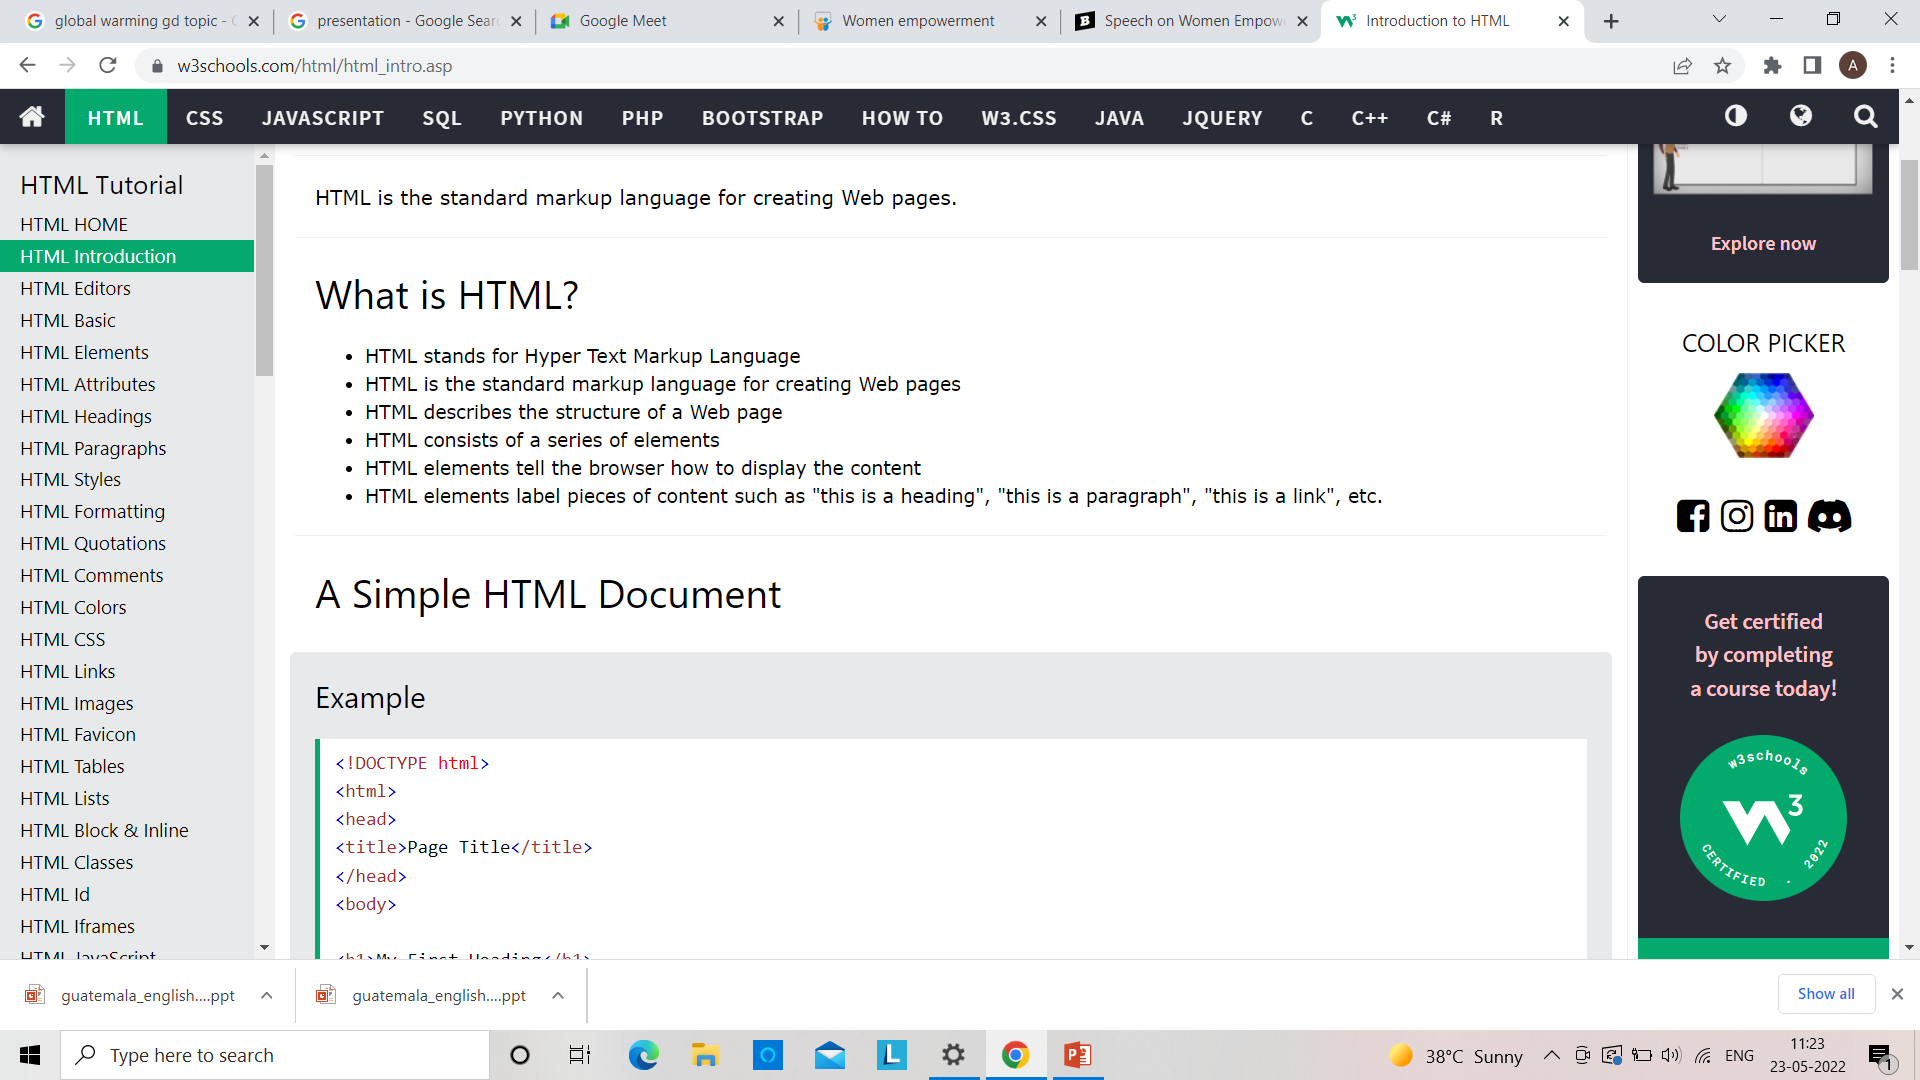 global warming gd topic - G
presentation - Google Sear
Google Meet
Women empowerment
Speech on Women Empow
Introduction to HTML
w3schools.com/html/html_intro.asp
A
HTML CSS JAVASCRIPT SQL PYTHON PHP BOOTSTRAP HOW TO W3.CSS JAVA JQUERY C C++ C# R
HTML Tutorial
HTML HOME
HTML Introduction
HTML Editors
HTML Basic
HTML Elements
HTML Attributes
HTML Headings
HTML Paragraphs
HTML Styles
HTML Formatting
HTML Quotations
HTML Comments
HTML Colors
HTML CSS
HTML Links
HTML Images
HTML Favicon
HTML Tables
HTML Lists
HTML Block & Inline
HTML Classes
HTML Id
HTML Iframes
HTML JavaScript
HTML is the standard markup language for creating Web pages.
What is HTML?
• HTML stands for Hyper Text Markup Language
• HTML is the standard markup language for creating Web pages
• HTML describes the structure of a Web page
• HTML consists of a series of elements
• HTML elements tell the browser how to display the content
• HTML elements label pieces of content such as "this is a heading", "this is a paragraph", "this is a link", etc.
A Simple HTML Document
Example
<!DOCTYPE html>
<html>
<head>
<title>Page Title</title>
</head>
<body>
<h1>My First Heading</h1>
Explore now
COLOR PICKER
Get certified
by completing
a course today!
w3schools
W3
CERTIFIED . 2022
guatemala_english....ppt
guatemala_english....ppt
Show all
Type here to search
38°C Sunny
ENG
11:23
23-05-2022
1